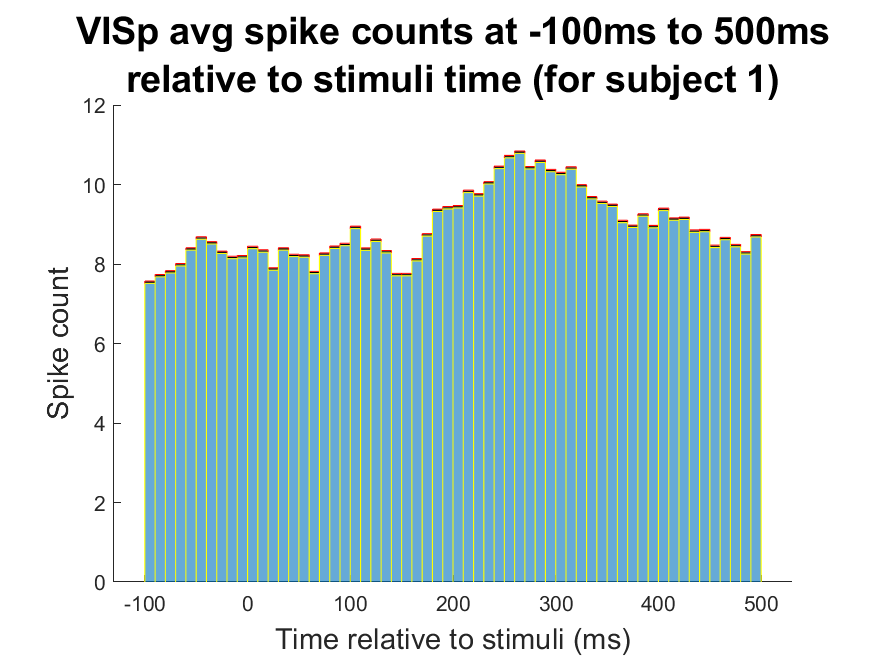 VISp avg spike counts at -100ms to 500ms
relative to stimuli time (for subject 1)
12
10
8
6
4
2
0
Spike count
-100 0 100 200 300 400 500
Time relative to stimuli (ms)